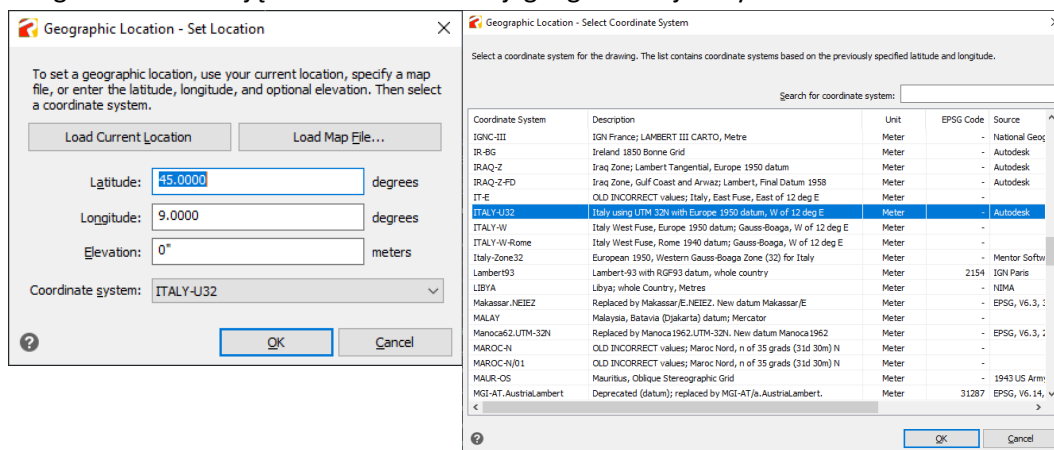 Geographic Location - Set Location
To set a geographic location, use your current location, specify a map
file, or enter the latitude, longitude, and optional elevation. Then select
a coordinate system.
Load Current Location
Load Map File...
Latitude: 45.0000 degrees
Longitude: 9.0000 degrees
Elevation: 0" meters
Coordinate system: ITALY-U32
OK Cancel
Geographic Location - Select Coordinate System
Select a coordinate system for the drawing. The list contains coordinate systems based on the previously specified latitude and longitude.
Search for coordinate system:
Coordinate System Description Unit EPSG Code Source
IGNC-III IGN France; LAMBERT III CARTO, Metre Meter - National Geog
IR-BG Ireland 1850 Bonne Grid Meter - Autodesk
IRAQ-Z Iraq Zone; Lambert Tangential, Europe 1950 datum Meter - Autodesk
IRAQ-Z-FD Iraq Zone, Gulf Coast and Arwaz; Lambert, Final Datum 1958 Meter - Autodesk
IT-E OLD INCORRECT values; Italy, East Fuse, East of 12 deg E Meter -
ITALY-U32 Italy using UTM 32N with Europe 1950 datum, W of 12 deg E Meter - Autodesk
ITALY-W Italy West Fuse, Europe 1950 datum; Gauss-Boaga, W of 12 deg E Meter -
ITALY-W-Rome Italy West Fuse, Rome 1940 datum; Gauss-Boaga, W of 12 deg E Meter -
Italy-Zone32 European 1950, Western Gauss-Boaga Zone (32) for Italy Meter - Mentor Softw
Lambert93 Lambert-93 with RGF93 datum, whole country Meter 2154 IGN Paris
LIBYA Libya; whole Country, Metres Meter - NIMA
Makassar.NEIEZ Replaced by Makassar/E.NEIEZ. New datum Makassar/E Meter - EPSG, V6.3, 3
MALAY Malaysia, Batavia (Djakarta) datum; Mercator Meter -
Manoca62.UTM-32N Replaced by Manoca1962.UTM-32N. New datum Manoca1962 Meter - EPSG, V6.3, 2
MAROC-N OLD INCORRECT values; Maroc Nord, n of 35 grads (31d 30m) N Meter -
MAROC-N/01 OLD INCORRECT values; Maroc Nord, n of 35 grads (31d 30m) N Meter -
MAUR-OS Mauritius, Oblique Stereographic Grid Meter - 1943 US Army
MGI-AT.AustriaLambert Deprecated (datum); replaced by MGI-AT/a.AustriaLambert. Meter 31287 EPSG, V6.14,
OK Cancel